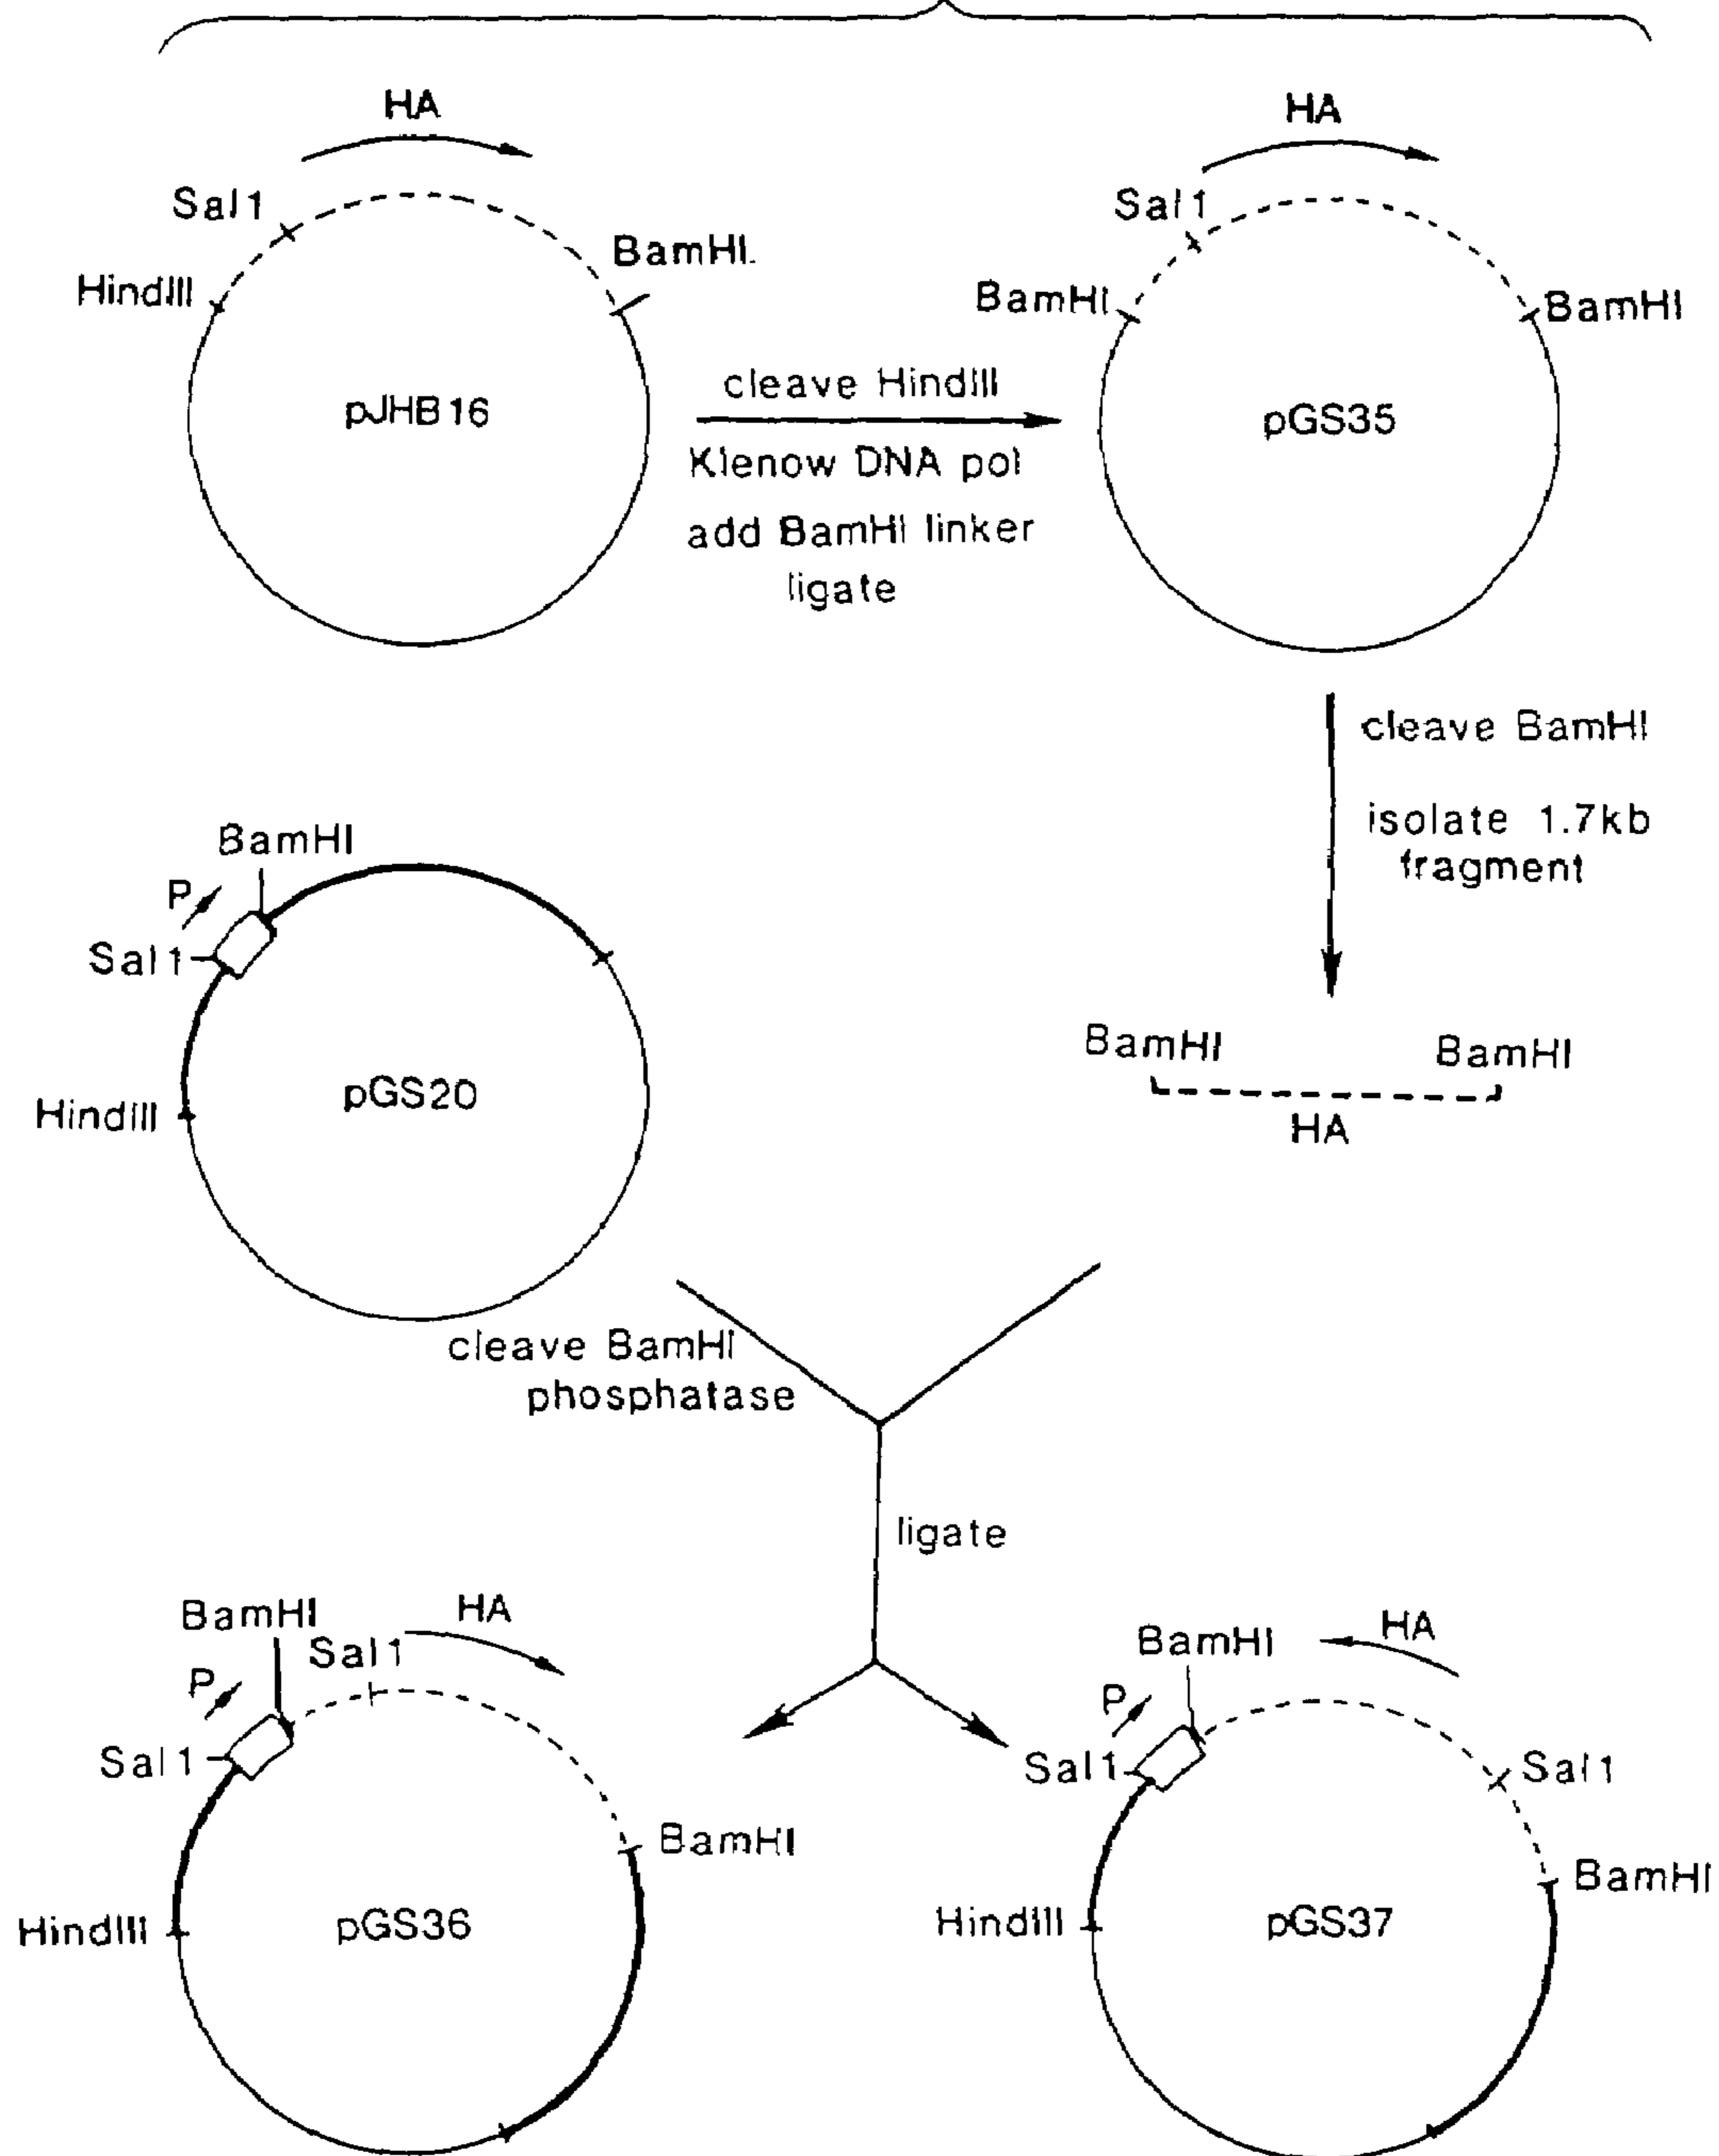 HA
HA
Sal1
BamHI.
HindIII
pJHB16
Sal1
BamHI
BamHI
pGS35
cleave HindIII
Klenow DNA pol
add BamHI linker
ligate
cleave BamHI
isolate 1.7kb
fragment
BamHI
P
Sal1
HindIII
pGS20
BamHI
BamHI
HA
cleave BamHI
phosphatase
ligate
BamHI
HA
Sal1
P
Sal1
BamHI
HindIII
pGS36
HA
BamHI
P
Sal1
Sal1
BamHI
HindIII
pGS37